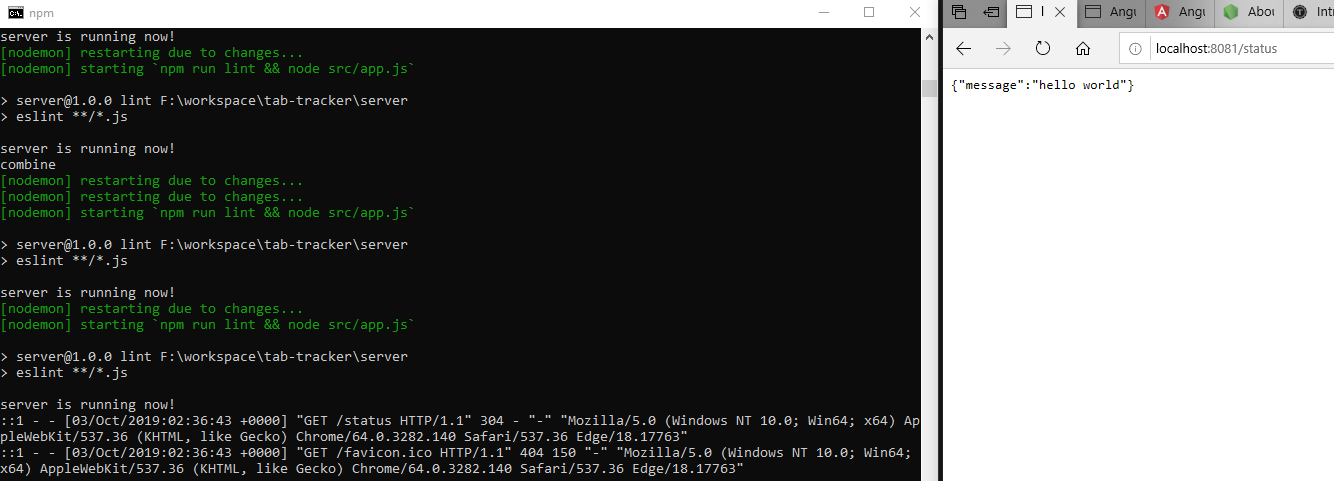 npm
server is running now!
[nodemon] restarting due to changes...
[nodemon] starting `npm run lint && node src/app.js`
> server@1.0.0 lint F:\workspace\tab-tracker\server
> eslint **/*.js
server is running now!
combine
[nodemon] restarting due to changes...
[nodemon] restarting due to changes...
[nodemon] starting `npm run lint && node src/app.js`
> server@1.0.0 lint F:\workspace\tab-tracker\server
> eslint **/*.js
server is running now!
[nodemon] restarting due to changes...
[nodemon] starting `npm run lint && node src/app.js`
> server@1.0.0 lint F:\workspace\tab-tracker\server
> eslint **/*.js
server is running now!
::1 - - [03/Oct/2019:02:36:43 +0000] "GET /status HTTP/1.1" 304 - "-" "Mozilla/5.0 (Windows NT 10.0; Win64; x64) Ap
pleWebKit/537.36 (KHTML, like Gecko) Chrome/64.0.3282.140 Safari/537.36 Edge/18.17763"
::1 - - [03/Oct/2019:02:36:43 +0000] "GET /favicon.ico HTTP/1.1" 404 150 "-" "Mozilla/5.0 (Windows NT 10.0; Win64;
x64) AppleWebKit/537.36 (KHTML, like Gecko) Chrome/64.0.3282.140 Safari/537.36 Edge/18.17763"
Angu Angu Abou Intr
localhost:8081/status
{"message":"hello world"}